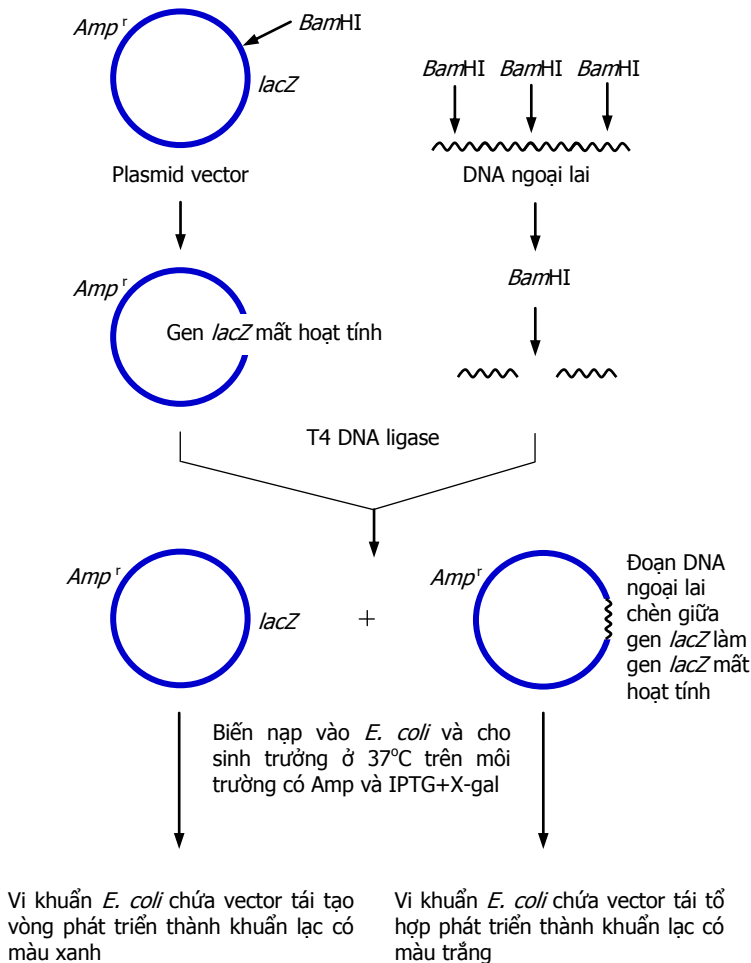 Amp r
BamHI
lacZ
Plasmid vector
BamHI BamHI BamHI
DNA ngoại lai
Amp r
Gen lacZ mất hoạt tính
BamHI
T4 DNA ligase
Amp r
lacZ
+
Amp r
Đoạn DNA
ngoại lai
chèn giữa
gen lacZ làm
gen lacZ mất
hoạt tính
Biến nạp vào E. coli và cho
sinh trưởng ở 37oC trên môi
trường có Amp và IPTG+X-gal
Vi khuẩn E. coli chứa vector tái tạo
vòng phát triển thành khuẩn lạc có
màu xanh
Vi khuẩn E. coli chứa vector tái tổ
hợp phát triển thành khuẩn lạc có
màu trắng